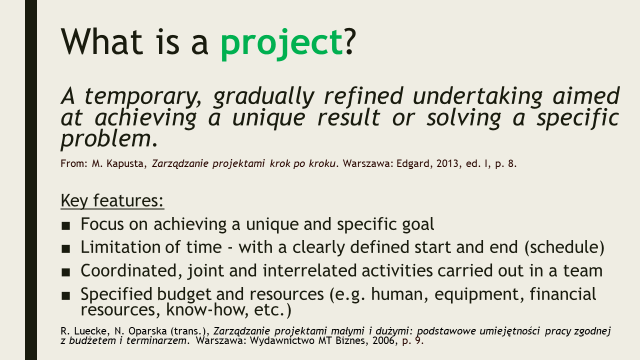 What is a project?
A temporary, gradually refined undertaking aimed
at achieving a unique result or solving a specific
problem.
From: M. Kapusta, Zarządzanie projektami krok po kroku. Warszawa: Edgard, 2013, ed. I, p. 8.
Key features:
■ Focus on achieving a unique and specific goal
■ Limitation of time - with a clearly defined start and end (schedule)
■ Coordinated, joint and interrelated activities carried out in a team
■ Specified budget and resources (e.g. human, equipment, financial
resources, know-how, etc.)
R. Luecke, N. Oparska (trans.), Zarządzanie projektami małymi i dużymi: podstawowe umiejętności pracy zgodnej
z budżetem i terminarzem. Warszawa: Wydawnictwo MT Biznes, 2006, p. 9.